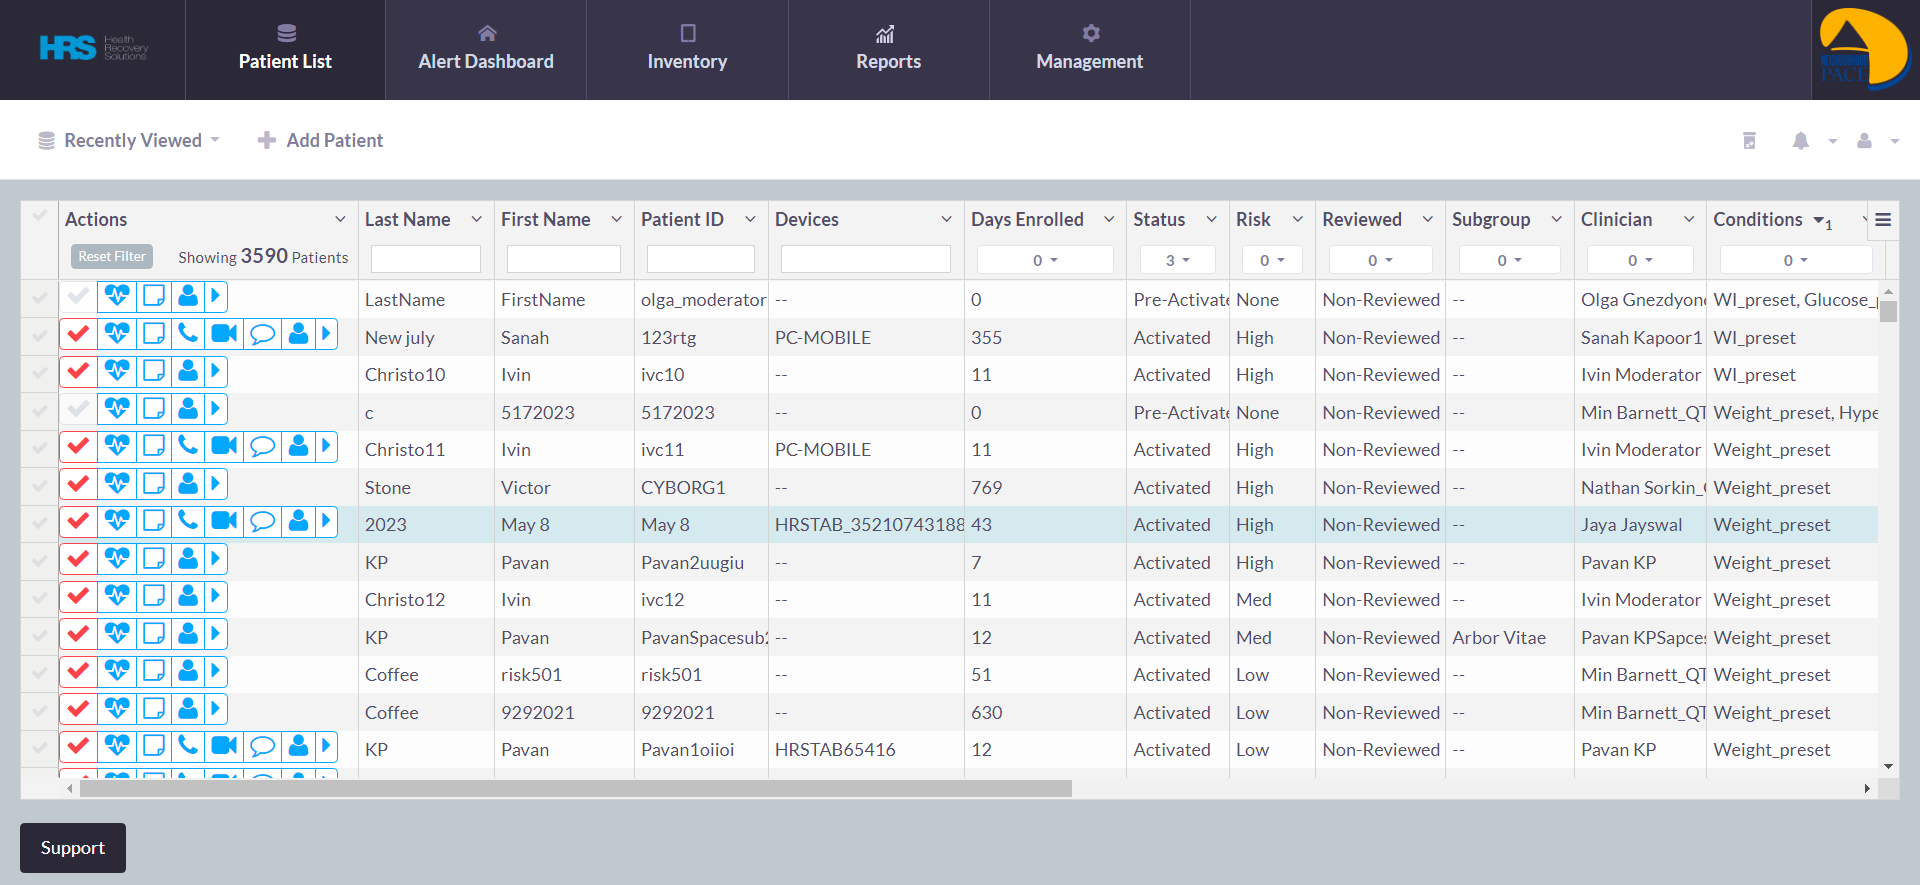 HRS Health Recovery Solutions
Patient List Alert Dashboard Inventory Reports Management
PACE
Recently Viewed Add Patient
Actions Last Name First Name Patient ID Devices Days Enrolled Status Risk Reviewed Subgroup Clinician Conditions 1
Reset Filter Showing 3590 Patients 0 3 0 0 0 0 0
LastName FirstName olga_moderator -- 0 Pre-Activate None Non-Reviewed -- Olga Gnezdyon WI_preset, Glucose_
New july Sanah 123rtg PC-MOBILE 355 Activated High Non-Reviewed -- Sanah Kapoor1 WI_preset
Christo10 Ivin ivc10 -- 11 Activated High Non-Reviewed -- Ivin Moderator WI_preset
c 5172023 5172023 -- 0 Pre-Activate None Non-Reviewed -- Min Barnett_QT Weight_preset, Hype
Christo11 Ivin ivc11 PC-MOBILE 11 Activated High Non-Reviewed -- Ivin Moderator Weight_preset
Stone Victor CYBORG1 -- 769 Activated High Non-Reviewed -- Nathan Sorkin_ Weight_preset
2023 May 8 May 8 HRSTAB_35210743188 43 Activated High Non-Reviewed -- Jaya Jayswal Weight_preset
KP Pavan Pavan2uugiu -- 7 Activated High Non-Reviewed -- Pavan KP Weight_preset
Christo12 Ivin ivc12 -- 11 Activated Med Non-Reviewed -- Ivin Moderator Weight_preset
KP Pavan PavanSpacesub -- 12 Activated Med Non-Reviewed Arbor Vitae Pavan KPSapces Weight_preset
Coffee risk501 risk501 -- 51 Activated Low Non-Reviewed -- Min Barnett_QT Weight_preset
Coffee 9292021 9292021 -- 630 Activated Low Non-Reviewed -- Min Barnett_QT Weight_preset
KP Pavan Pavan1oiioi HRSTAB65416 12 Activated Low Non-Reviewed -- Pavan KP Weight_preset
Support